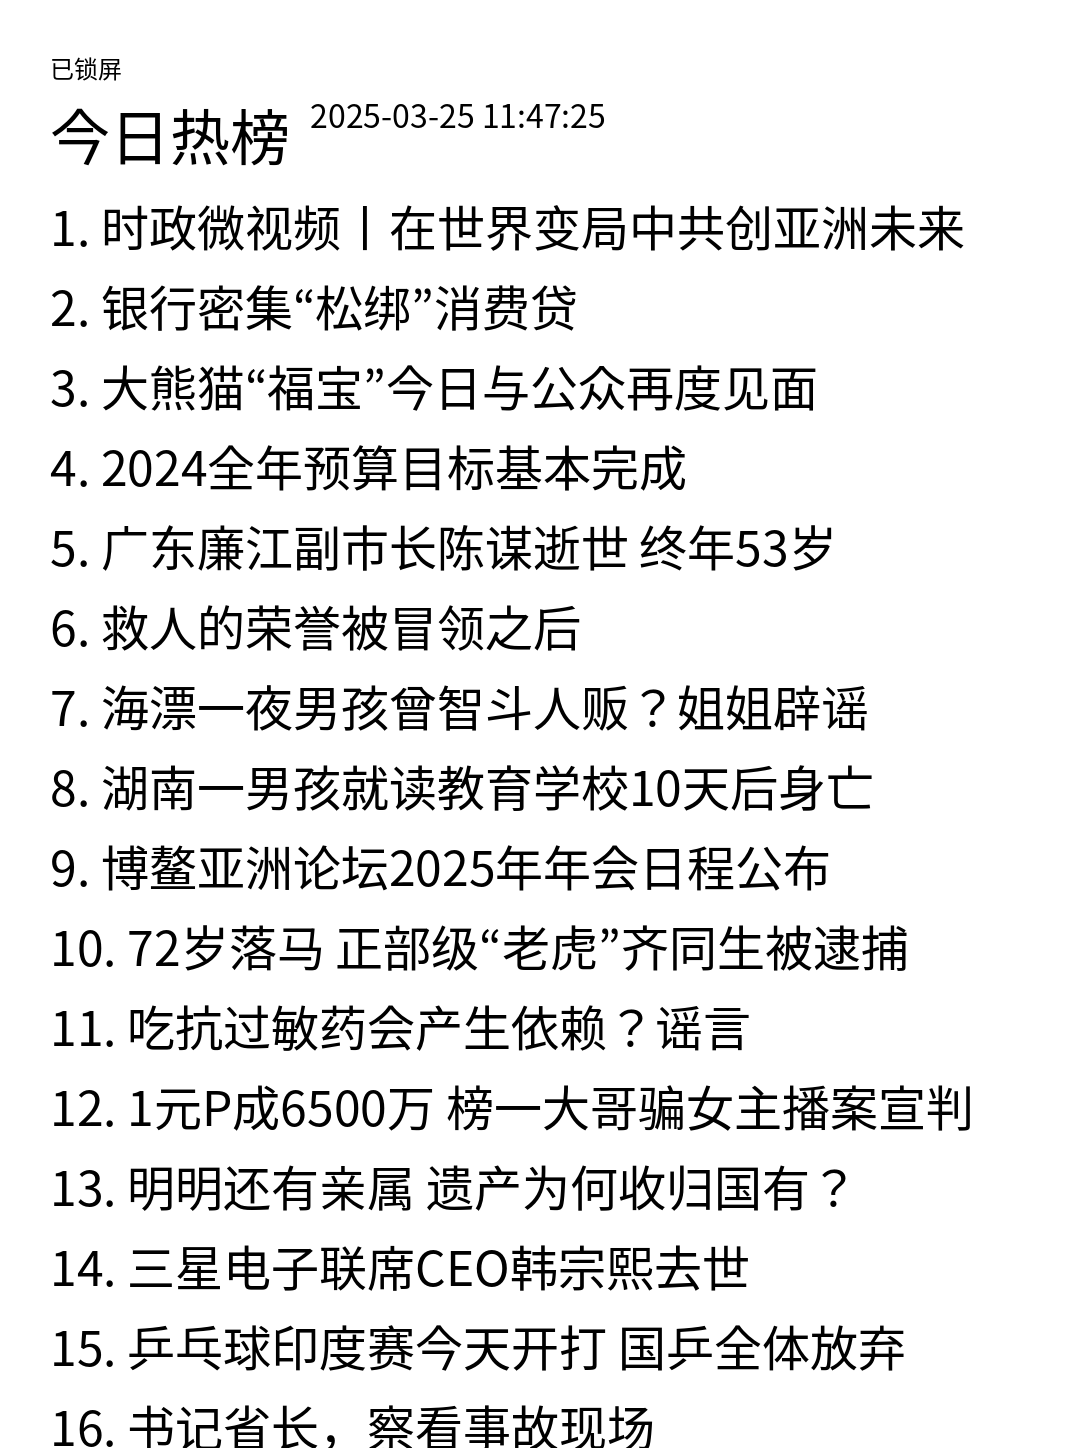 已锁屏
今日热榜 2025-03-25 11:47:25
1. 时政微视频丨在世界变局中共创亚洲未来
2. 银行密集“松绑”消费贷
3. 大熊猫“福宝”今日与公众再度见面
4. 2024全年预算目标基本完成
5. 广东廉江副市长陈谋逝世 终年53岁
6. 救人的荣誉被冒领之后
7. 海漂一夜男孩曾智斗人贩？姐姐辟谣
8. 湖南一男孩就读教育学校10天后身亡
9. 博鳌亚洲论坛2025年年会日程公布
10. 72岁落马 正部级“老虎”齐同生被逮捕
11. 吃抗过敏药会产生依赖？谣言
12. 1元P成6500万 榜一大哥骗女主播案宣判
13. 明明还有亲属 遗产为何收归国有？
14. 三星电子联席CEO韩宗熙去世
15. 乒乓球印度赛今天开打 国乒全体放弃
16. 书记省长，察看事故现场